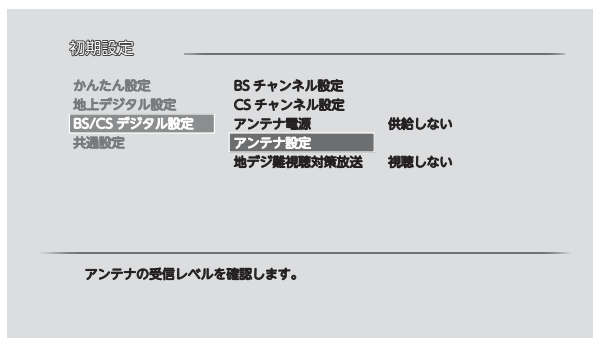 初期設定
かんたん設定
地上デジタル設定
BS/CS デジタル設定
共通設定
BS チャンネル設定
CS チャンネル設定
アンテナ電源 供給しない
アンテナ設定
地デジ難視聴対策放送 視聴しない
アンテナの受信レベルを確認します。